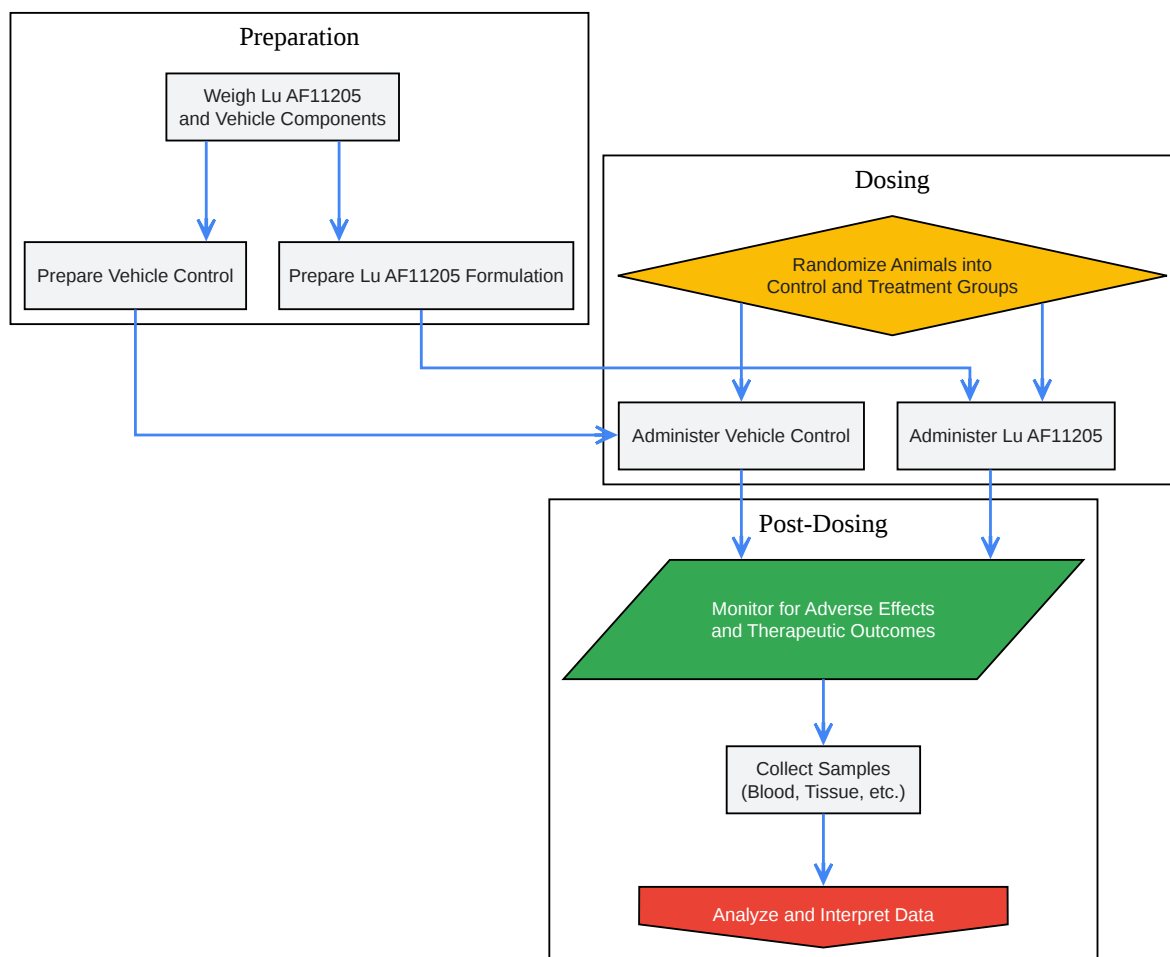 Preparation
Weigh Lu AF11205
and Vehicle Components
Prepare Vehicle Control
Prepare Lu AF11205 Formulation
Dosing
Randomize Animals into
Control and Treatment Groups
Administer Vehicle Control
Administer Lu AF11205
Post-Dosing
Monitor for Adverse Effects
and Therapeutic Outcomes
Collect Samples
(Blood, Tissue, etc.)
Analyze and Interpret Data